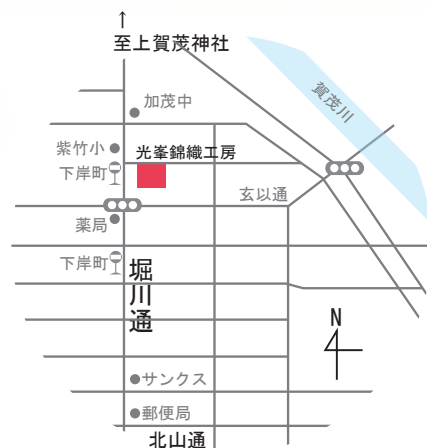 ↑
至上賀茂神社
加茂中
賀茂川
紫竹小
光峯錦織工房
下岸町
玄以通
薬局
下岸町
堀川通
N
サンクス
郵便局
北山通